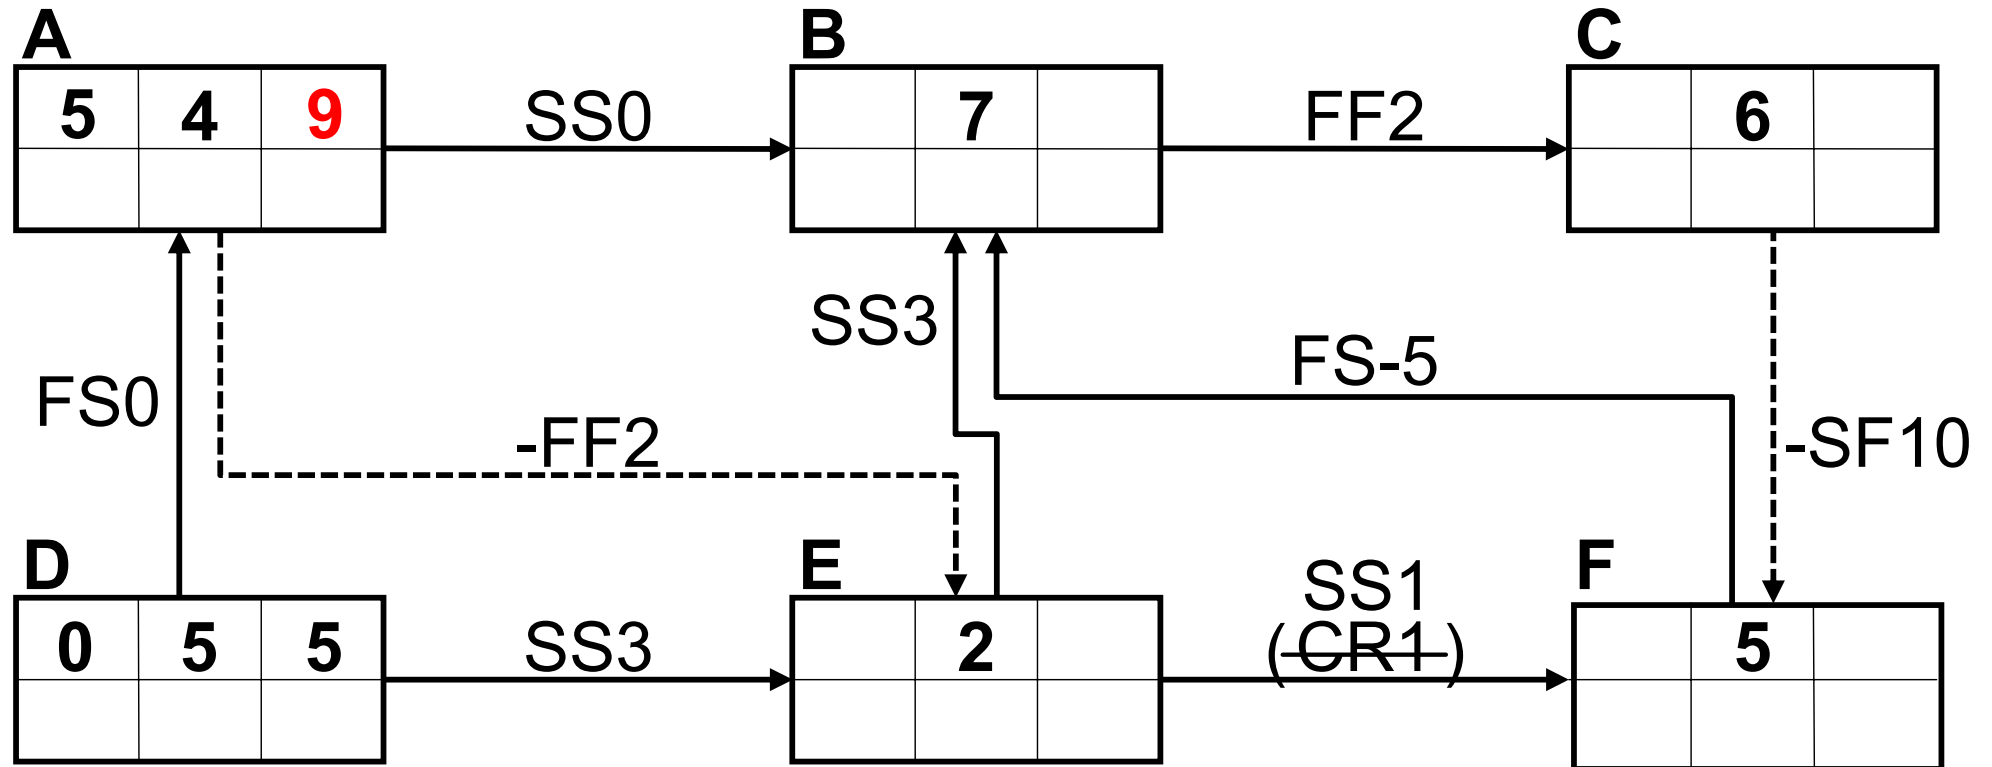 A B C
5 4 9 SS0 7 FF2 6
SS3
FS-5
FS0 -FF2 -SF10
D E F
SS1
0 5 5 SS3 2 (CR1) 5